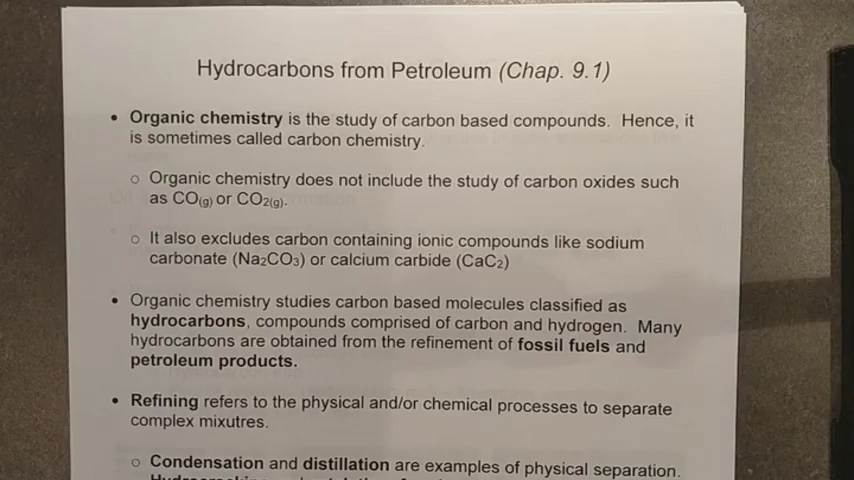 Hydrocarbons from Petroleum (Chap. 9.1)
• Organic chemistry is the study of carbon based compounds. Hence, it
is sometimes called carbon chemistry.
○ Organic chemistry does not include the study of carbon oxides such
as CO(g) or CO2(g).
○ It also excludes carbon containing ionic compounds like sodium
carbonate (Na2CO3) or calcium carbide (CaC2)
• Organic chemistry studies carbon based molecules classified as
hydrocarbons, compounds comprised of carbon and hydrogen. Many
hydrocarbons are obtained from the refinement of fossil fuels and
petroleum products.
• Refining refers to the physical and/or chemical processes to separate
complex mixutres.
○ Condensation and distillation are examples of physical separation.